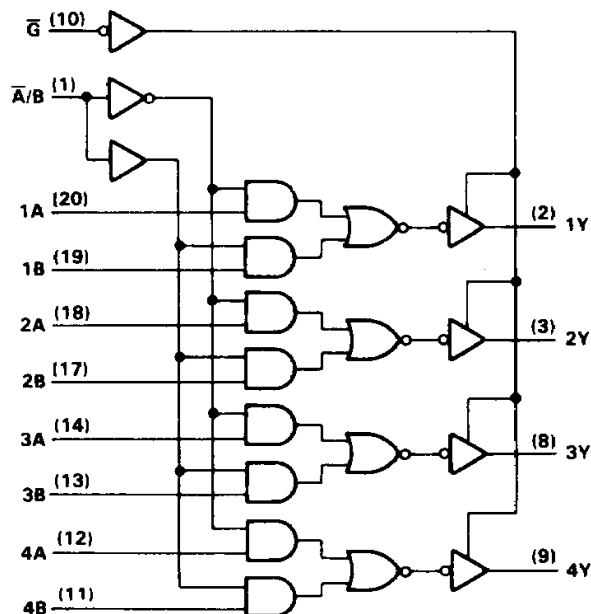 G̅ (10)
A̅/B (1)
1A (20)
1B (19)
2A (18)
2B (17)
3A (14)
3B (13)
4A (12)
4B (11)
(2) 1Y
(3) 2Y
(8) 3Y
(9) 4Y